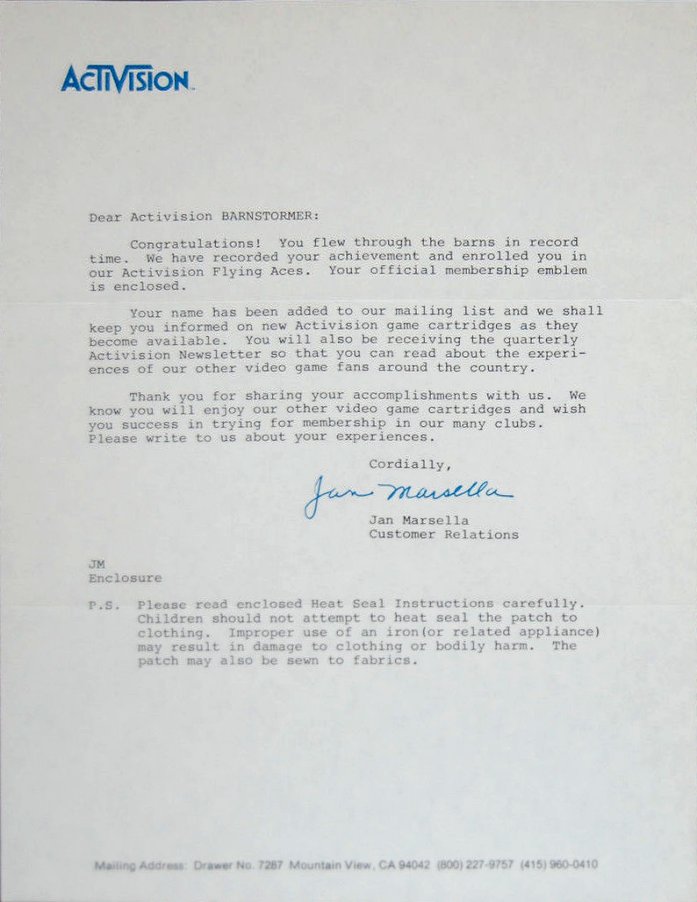 ACTIVISION™
Dear Activision BARNSTORMER:
Congratulations! You flew through the barns in record
time. We have recorded your achievement and enrolled you in
our Activision Flying Aces. Your official membership emblem
is enclosed.
Your name has been added to our mailing list and we shall
keep you informed on new Activision game cartridges as they
become available. You will also be receiving the quarterly
Activision Newsletter so that you can read about the experi-
ences of our other video game fans around the country.
Thank you for sharing your accomplishments with us. We
know you will enjoy our other video game cartridges and wish
you success in trying for membership in our many clubs.
Please write to us about your experiences.
Cordially,
Jan Marsella
Jan Marsella
Customer Relations
JM
Enclosure
P.S. Please read enclosed Heat Seal Instructions carefully.
Children should not attempt to heat seal the patch to
clothing. Improper use of an iron(or related appliance)
may result in damage to clothing or bodily harm. The
patch may also be sewn to fabrics.
Mailing Address: Drawer No. 7287 Mountain View, CA 94042 (800) 227-9757 (415) 960-0410